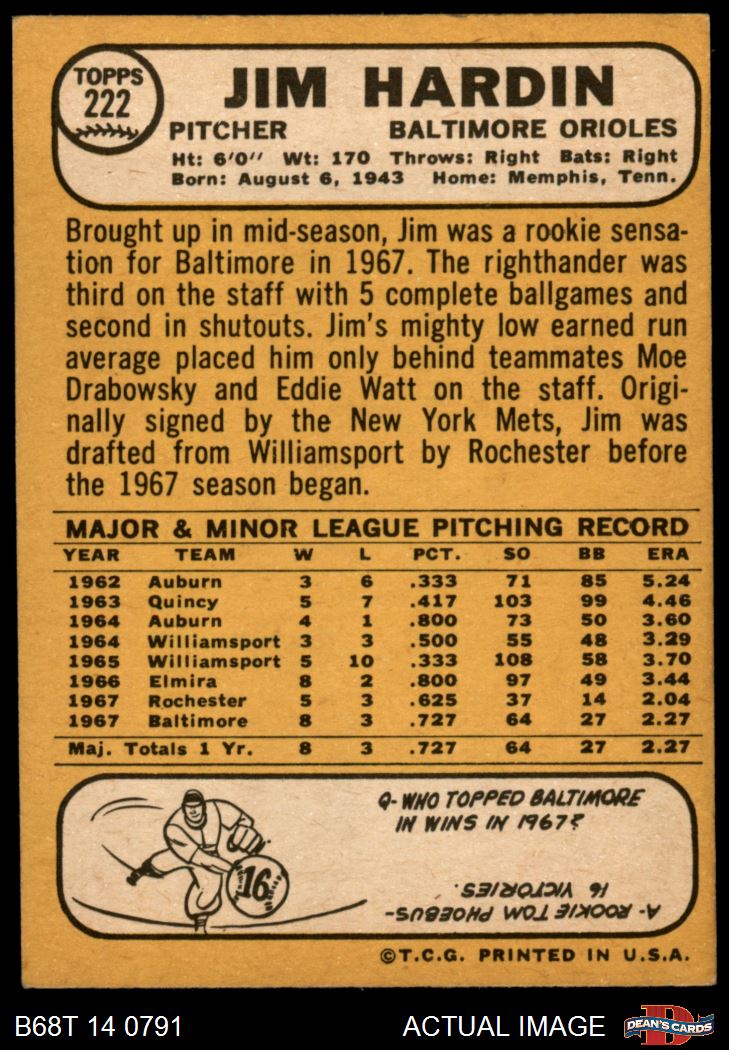 TOPPS
222
JIM HARDIN
PITCHER BALTIMORE ORIOLES
Ht: 6'0" Wt: 170 Throws: Right Bats: Right
Born: August 6, 1943 Home: Memphis, Tenn.
Brought up in mid-season, Jim was a rookie sensa-
tion for Baltimore in 1967. The righthander was
third on the staff with 5 complete ballgames and
second in shutouts. Jim's mighty low earned run
average placed him only behind teammates Moe
Drabowsky and Eddie Watt on the staff. Origi-
nally signed by the New York Mets, Jim was
drafted from Williamsport by Rochester before
the 1967 season began.
MAJOR & MINOR LEAGUE PITCHING RECORD
YEAR TEAM W L PCT. SO BB ERA
1962 Auburn 3 6 .333 71 85 5.24
1963 Quincy 5 7 .417 103 99 4.46
1964 Auburn 4 1 .800 73 50 3.60
1964 Williamsport 3 3 .500 55 48 3.29
1965 Williamsport 5 10 .333 108 58 3.70
1966 Elmira 8 2 .800 97 49 3.44
1967 Rochester 5 3 .625 37 14 2.04
1967 Baltimore 8 3 .727 64 27 2.27
Maj. Totals 1 Yr. 8 3 .727 64 27 2.27
16
Q-WHO TOPPED BALTIMORE
IN WINS IN 1967?
A-ROOKIE TOM PHOEBUS-
16 VICTORIES.
©T.C.G. PRINTED IN U.S.A.
B68T 14 0791 ACTUAL IMAGE
DEAN'S CARDS